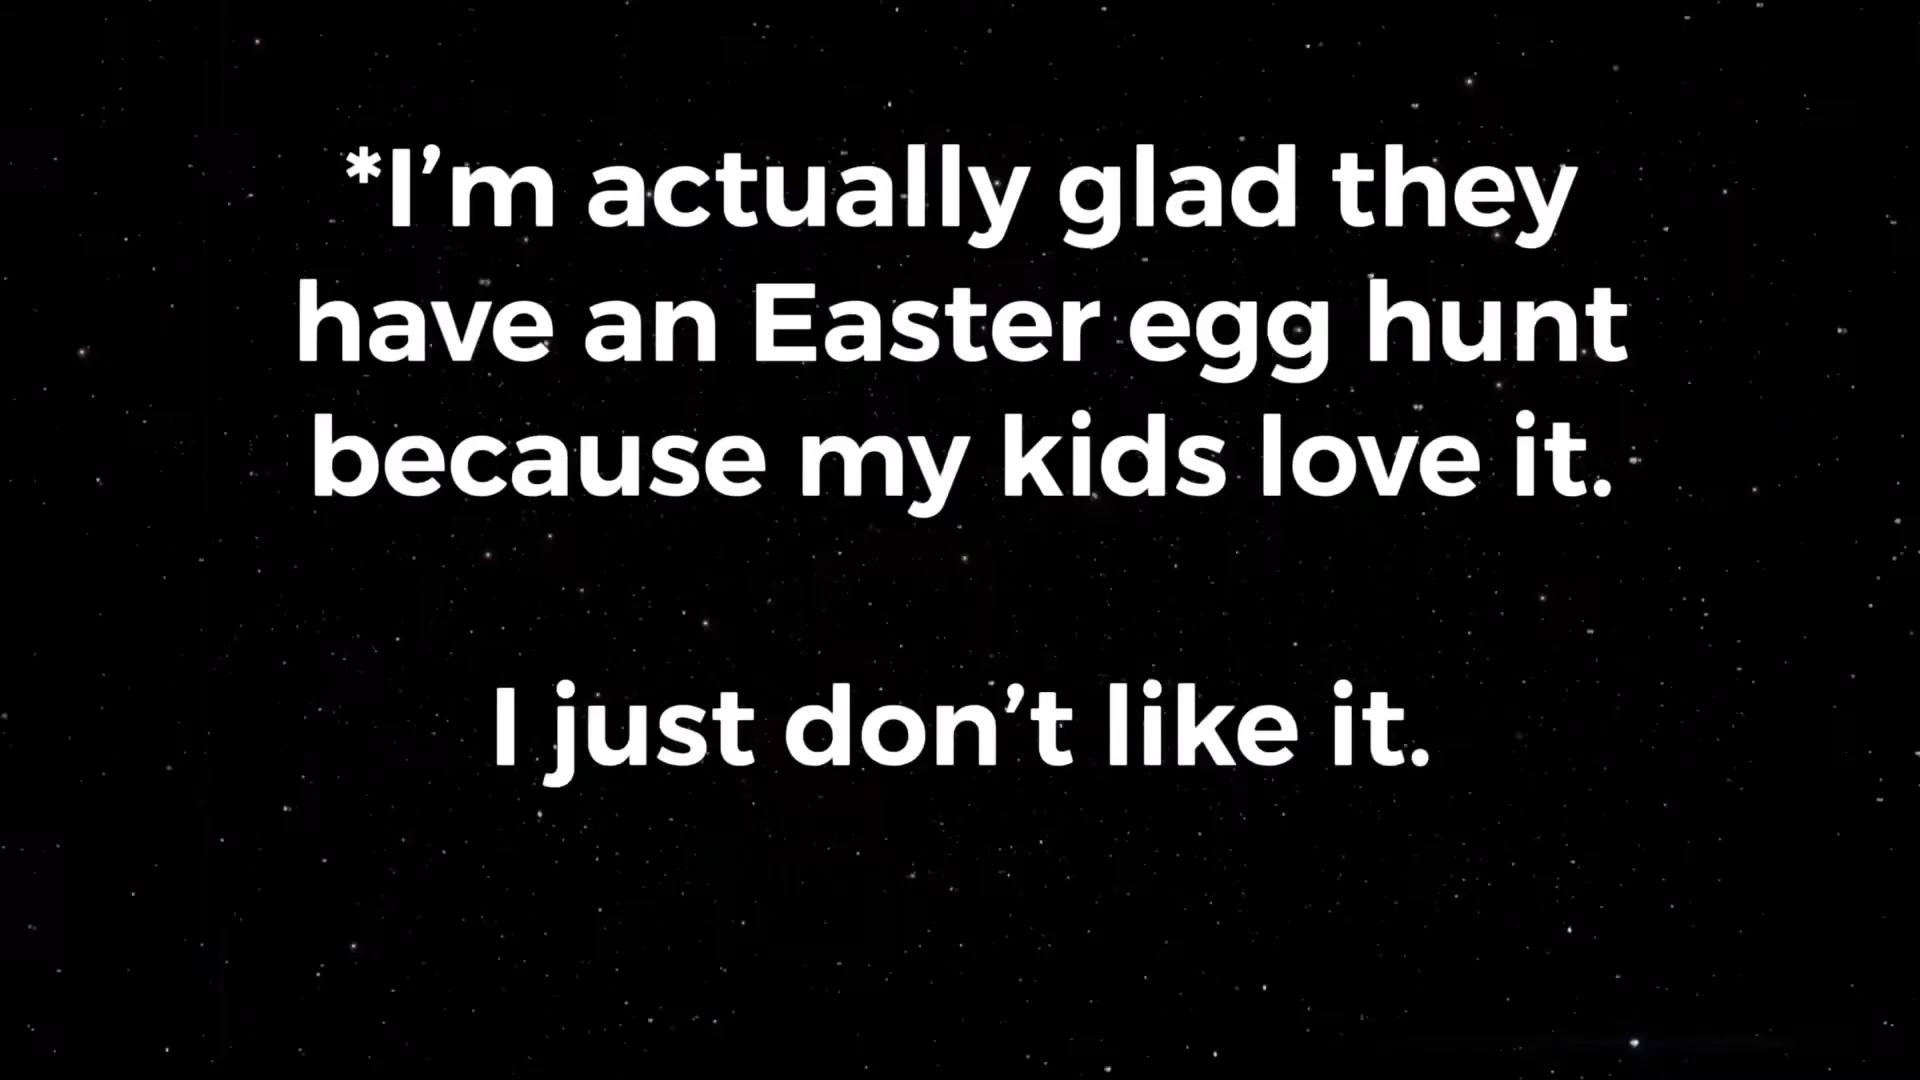 *I’m actually glad they
have an Easter egg hunt
because my kids love it.
I just don’t like it.